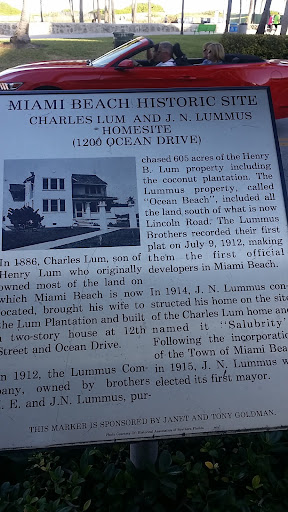 MIAMI BEACH HISTORIC SITE
CHARLES LUM AND J. N. LUMMUS
HOMESITE
(1200 OCEAN DRIVE)
In 1886, Charles Lum, son of
Henry Lum who originally
owned most of the land on
which Miami Beach is now
located, brought his wife to
the Lum Plantation and built
a two-story house at 12th
Street and Ocean Drive.
In 1912, the Lummus Com-
pany, owned by brothers
J. E. and J.N. Lummus, pur-
chased 605 acres of the Henry
B. Lum property including
the coconut plantation. The
Lummus property, called
"Ocean Beach", included all
the land south of what is now
Lincoln Road. The Lummus
Brothers recorded their first
plat on July 9, 1912, making
them the first official
developers in Miami Beach.
In 1914, J. N. Lummus con-
structed his home on the site
of the Charles Lum home and
named it "Salubrity".
Following the incorporation
of the Town of Miami Bea
in 1915, J. N. Lummus w
elected its first mayor.
THIS MARKER IS SPONSORED BY JANET AND TONY GOLDMAN.